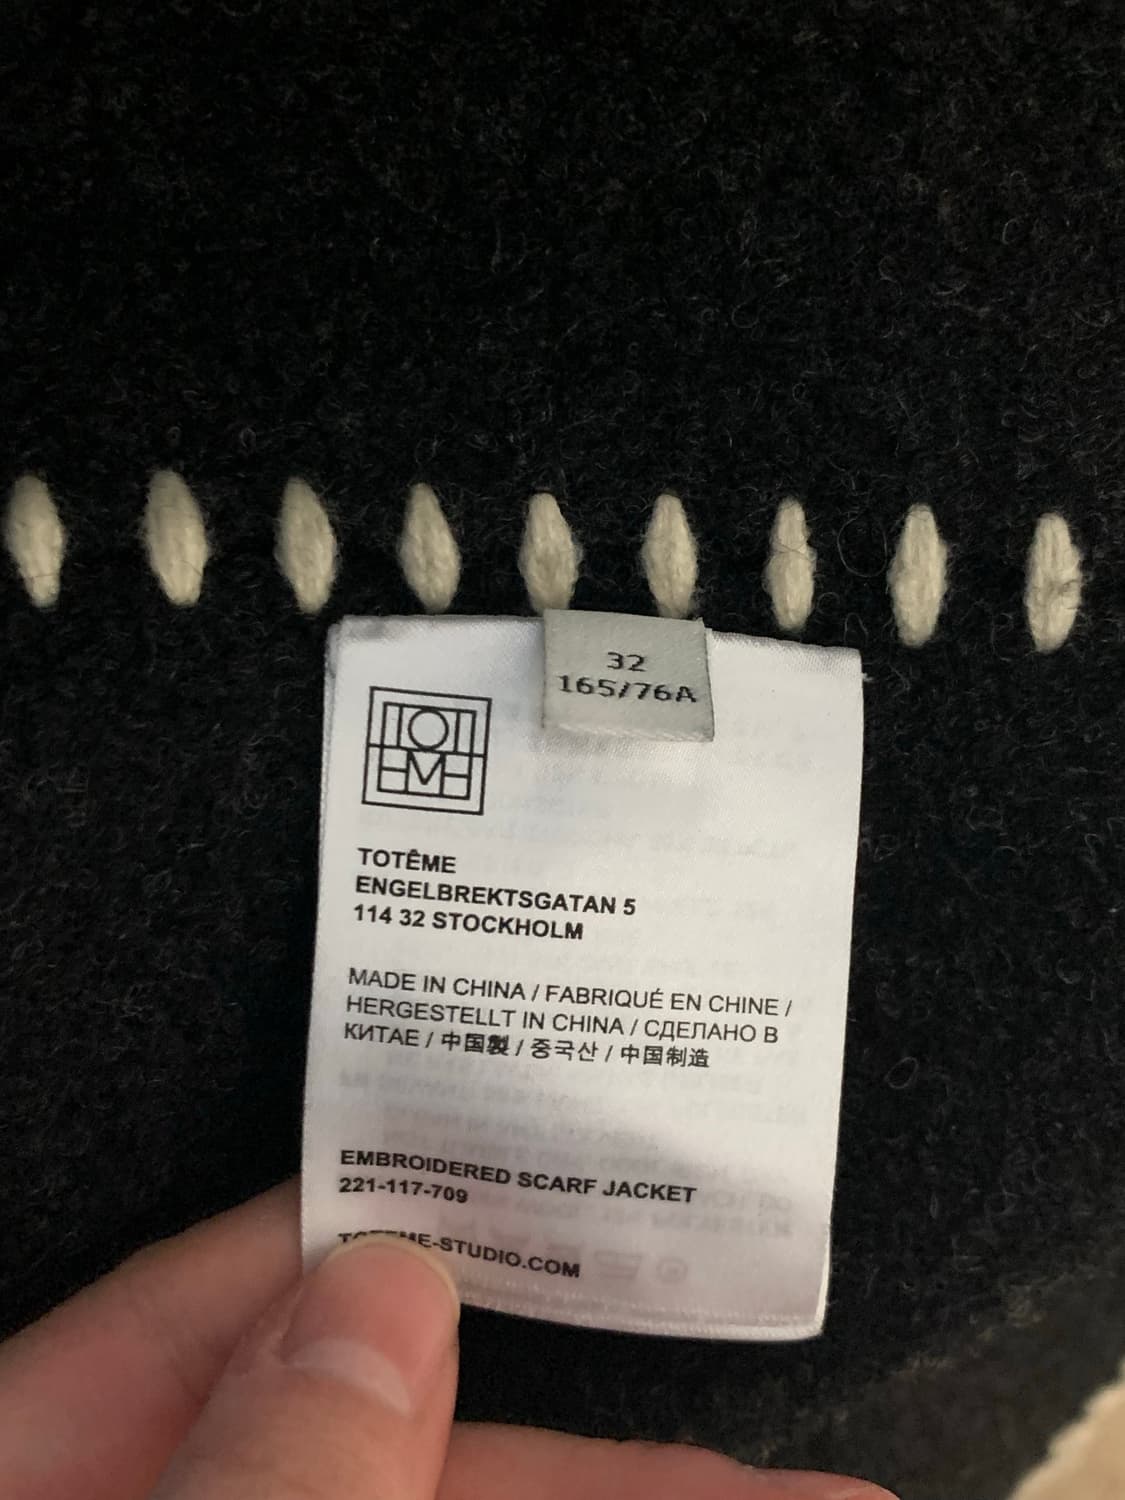 32
165/76A
TOTÊME
TOTÊME
ENGELBREKTSGATAN 5
114 32 STOCKHOLM
MADE IN CHINA / FABRIQUÉ EN CHINE /
HERGESTELLT IN CHINA / СДЕЛАНО В
КИТАЕ / 中国製 / 중국산 / 中国制造
EMBROIDERED SCARF JACKET
221-117-709
TOTEME-STUDIO.COM